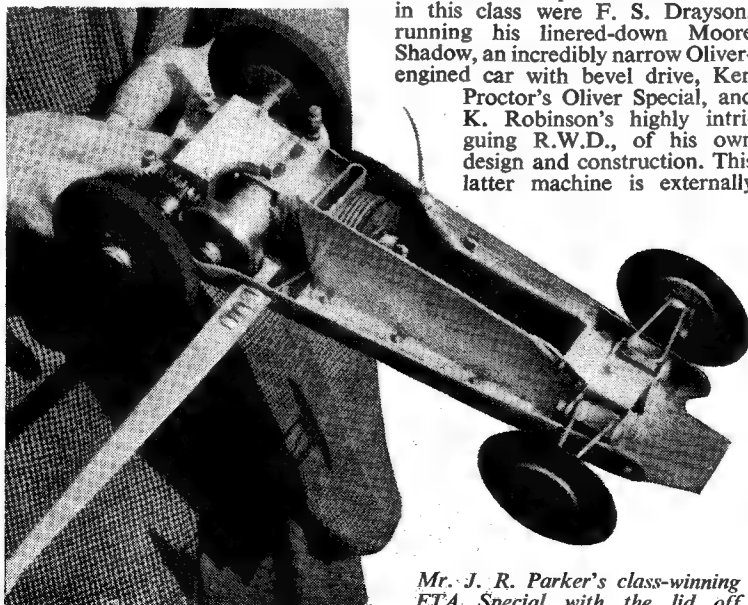 in this class were F. S. Drayson,
running his linered-down Moore
Shadow, an incredibly narrow Oliver-
engined car with bevel drive, Ken
Proctor's Oliver Special, and
K. Robinson's highly intri-
guing R.W.D., of his own
design and construction. This
latter machine is externally
Mr. J. R. Parker's class-winning
ETA Special with the lid off